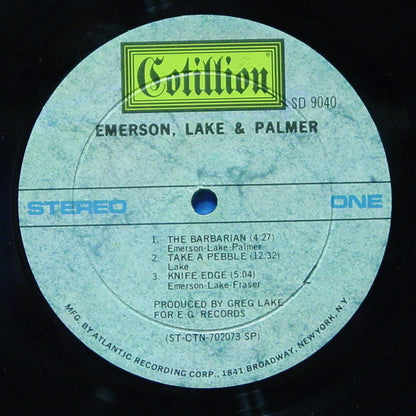 Cotillion
SD 9040
EMERSON, LAKE & PALMER
STEREO
ONE
1. THE BARBARIAN (4:27)
Emerson-Lake-Palmer
2. TAKE A PEBBLE (12:32)
Lake
3. KNIFE EDGE (5:04)
Emerson-Lake-Fraser
PRODUCED BY GREG LAKE
FOR E.G. RECORDS
(ST-CTN-702073 SP)
MFG. BY ATLANTIC RECORDING CORP., 1841 BROADWAY, NEW YORK, N.Y.